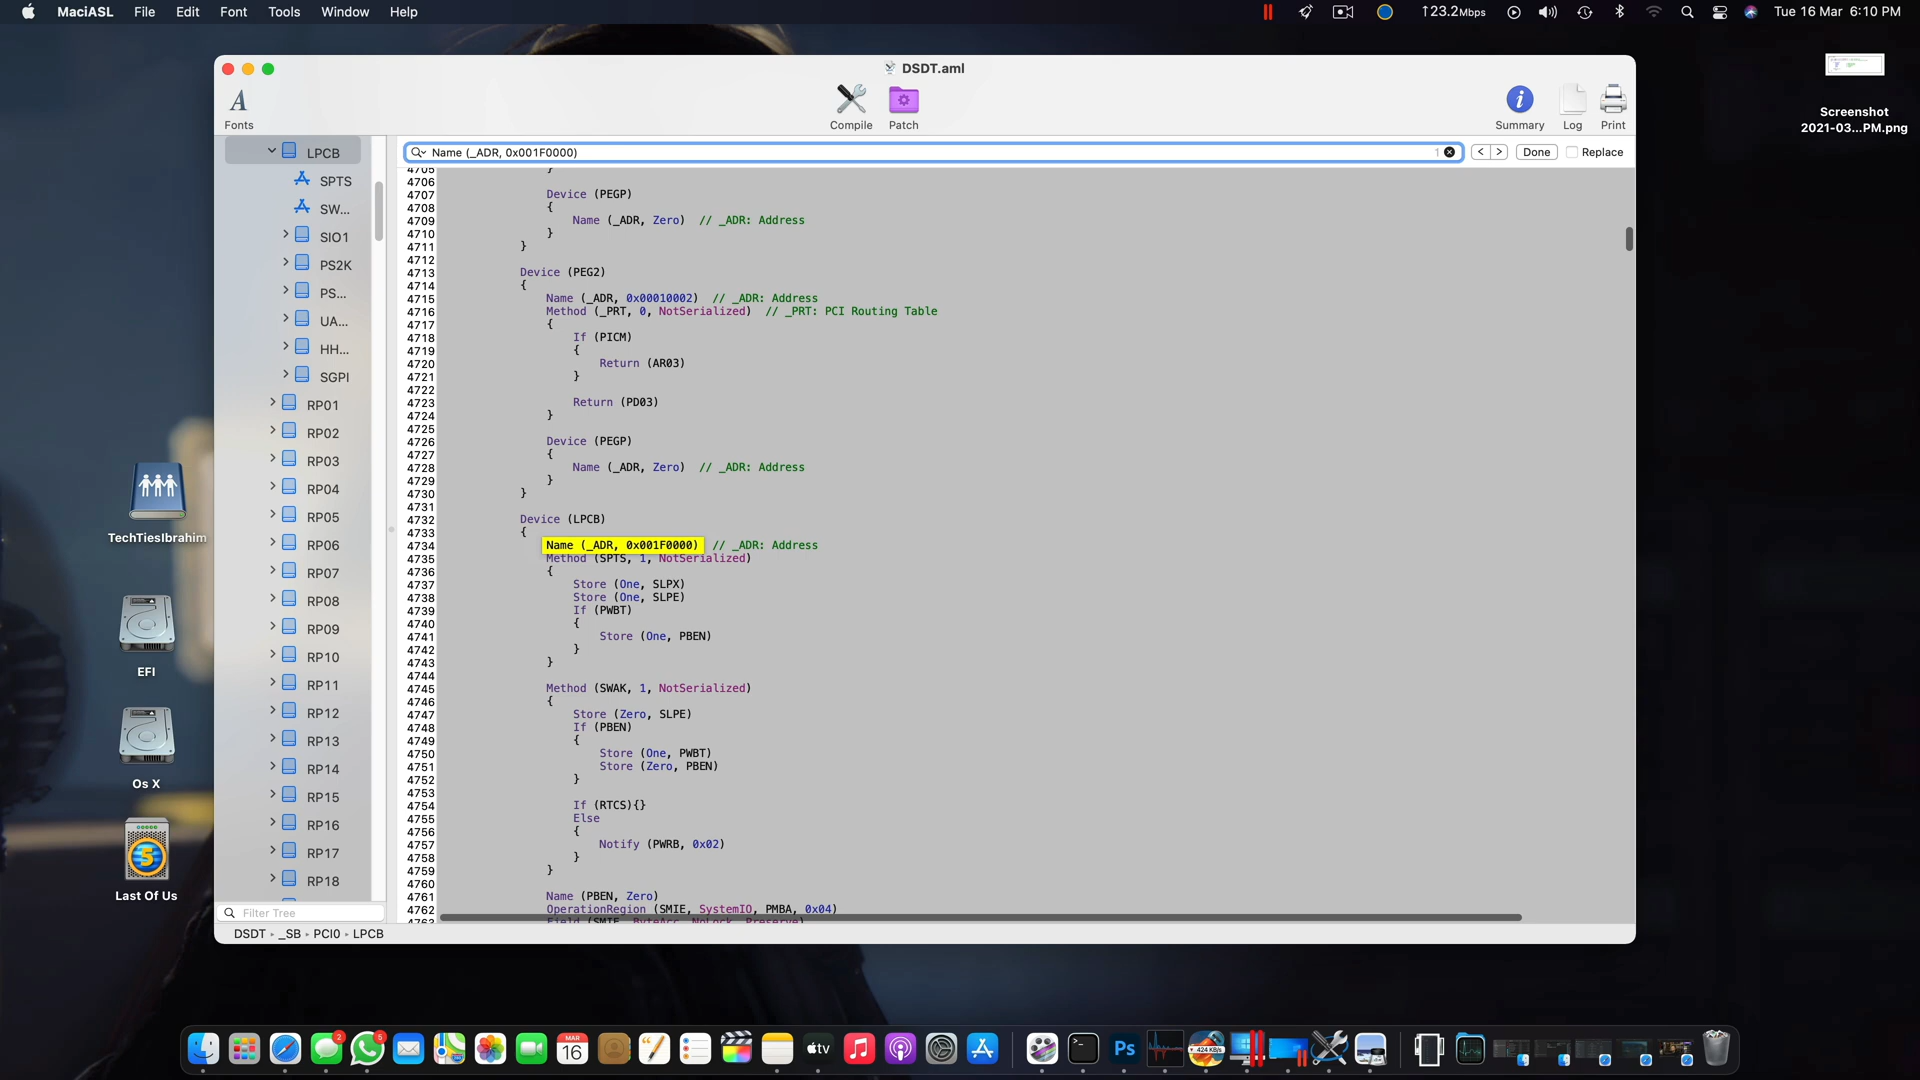 MaciASL File Edit Font Tools Window Help
↑23.2Mbps Tue 16 Mar 6:10 PM
DSDT.aml
Fonts
Compile
Patch
Summary
Log
Print
Screenshot
2021-03...PM.png
TechTiesIbrahim
EFI
Os X
Last Of Us
LPCB
SPTS
SW...
SIO1
PS2K
PS...
UA...
HH...
SGPI
RP01
RP02
RP03
RP04
RP05
RP06
RP07
RP08
RP09
RP10
RP11
RP12
RP13
RP14
RP15
RP16
RP17
RP18
Filter Tree
Name (_ADR, 0x001F0000) 1 < > Done Replace
4705 }
4706
4707 Device (PEGP)
4708 {
4709 Name (_ADR, Zero) // _ADR: Address
4710 }
4711 }
4712
4713 Device (PEG2)
4714 {
4715 Name (_ADR, 0x00010002) // _ADR: Address
4716 Method (_PRT, 0, NotSerialized) // _PRT: PCI Routing Table
4717 {
4718 If (PICM)
4719 {
4720 Return (AR03)
4721 }
4722
4723 Return (PD03)
4724 }
4725
4726 Device (PEGP)
4727 {
4728 Name (_ADR, Zero) // _ADR: Address
4729 }
4730 }
4731
4732 Device (LPCB)
4733 {
4734 Name (_ADR, 0x001F0000) // _ADR: Address
4735 Method (SPTS, 1, NotSerialized)
4736 {
4737 Store (One, SLPX)
4738 Store (One, SLPE)
4739 If (PWBT)
4740 {
4741 Store (One, PBEN)
4742 }
4743 }
4744
4745 Method (SWAK, 1, NotSerialized)
4746 {
4747 Store (Zero, SLPE)
4748 If (PBEN)
4749 {
4750 Store (One, PWBT)
4751 Store (Zero, PBEN)
4752 }
4753
4754 If (RTCS){}
4755 Else
4756 {
4757 Notify (PWRB, 0x02)
4758 }
4759 }
4760
4761 Name (PBEN, Zero)
4762 OperationRegion (SMIE, SystemIO, PMBA, 0x04)
4763 Field (SMIE, ByteAcc, NoLock, Preserve)
DSDT _SB PCI0 LPCB
2
5
MAR
16
tv
Ps
424 KB/s